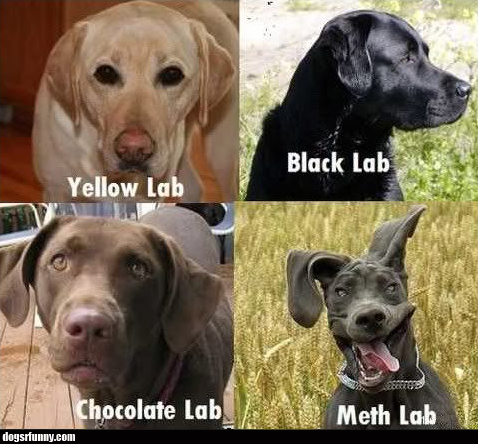 Yellow Lab
Black Lab
Chocolate Lab
Meth Lab
dogsrfunny.com